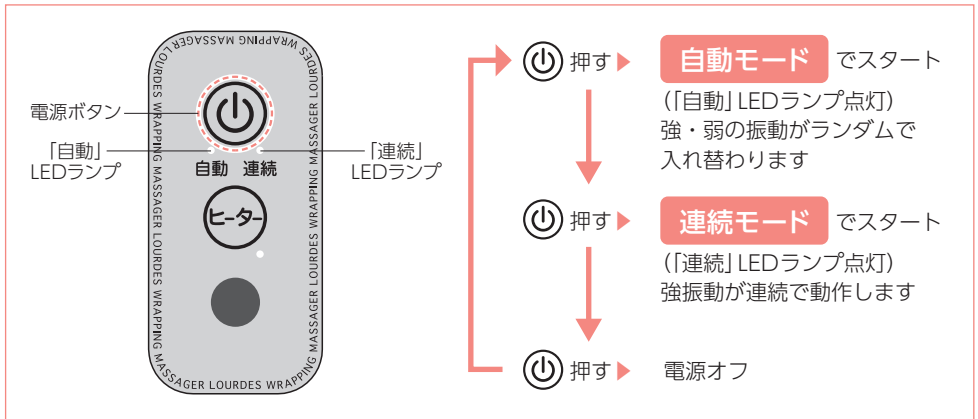 LOURDES WRAPPING MASSAGER LOURDES WRAPPING MASSAGER LOURDES WRAPPING MASSAGER LOURDES WRAPPING MASSAGER
電源ボタン
「自動」
LEDランプ
「連続」
LEDランプ
自動 連続
ヒーター
押す 自動モード でスタート
(「自動」LEDランプ点灯)
強・弱の振動がランダムで
入れ替わります
押す 連続モード でスタート
(「連続」LEDランプ点灯)
強振動が連続で動作します
押す 電源オフ